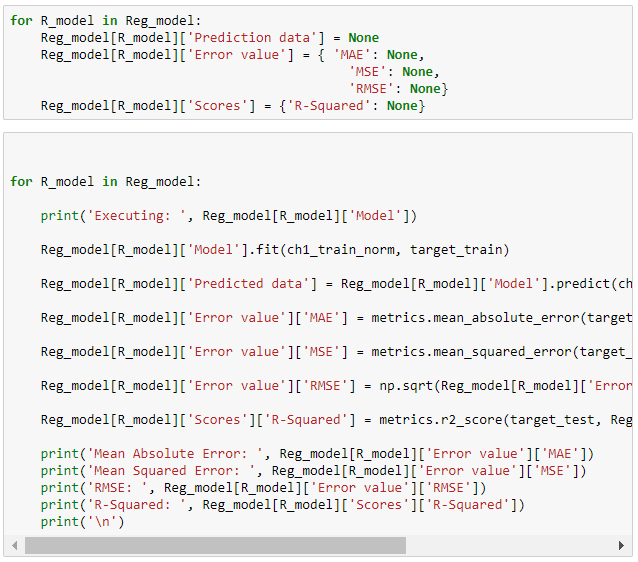 for R_model in Reg_model:
    Reg_model[R_model]['Prediction data'] = None
    Reg_model[R_model]['Error value'] = { 'MAE': None,
                                          'MSE': None,
                                          'RMSE': None}
    Reg_model[R_model]['Scores'] = {'R-Squared': None}
for R_model in Reg_model:
    print('Executing: ', Reg_model[R_model]['Model'])
    Reg_model[R_model]['Model'].fit(ch1_train_norm, target_train)
    Reg_model[R_model]['Predicted data'] = Reg_model[R_model]['Model'].predict(ch
    Reg_model[R_model]['Error value']['MAE'] = metrics.mean_absolute_error(target
    Reg_model[R_model]['Error value']['MSE'] = metrics.mean_squared_error(target_
    Reg_model[R_model]['Error value']['RMSE'] = np.sqrt(Reg_model[R_model]['Error
    Reg_model[R_model]['Scores']['R-Squared'] = metrics.r2_score(target_test, Reg
    print('Mean Absolute Error: ', Reg_model[R_model]['Error value']['MAE'])
    print('Mean Squared Error: ', Reg_model[R_model]['Error value']['MSE'])
    print('RMSE: ', Reg_model[R_model]['Error value']['RMSE'])
    print('R-Squared: ', Reg_model[R_model]['Scores']['R-Squared'])
    print('\n')